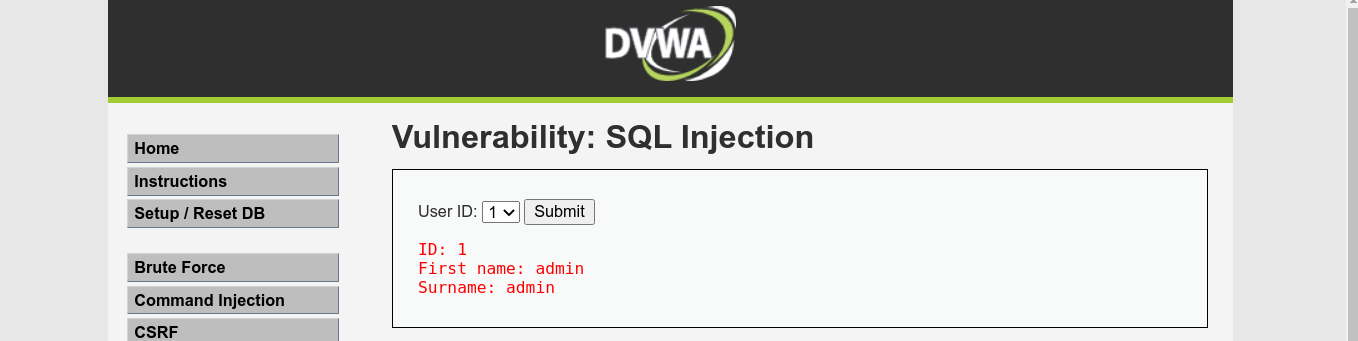 DVWA
Home
Instructions
Setup / Reset DB
Brute Force
Command Injection
CSRF
Vulnerability: SQL Injection
User ID: 1 Submit
ID: 1
First name: admin
Surname: admin